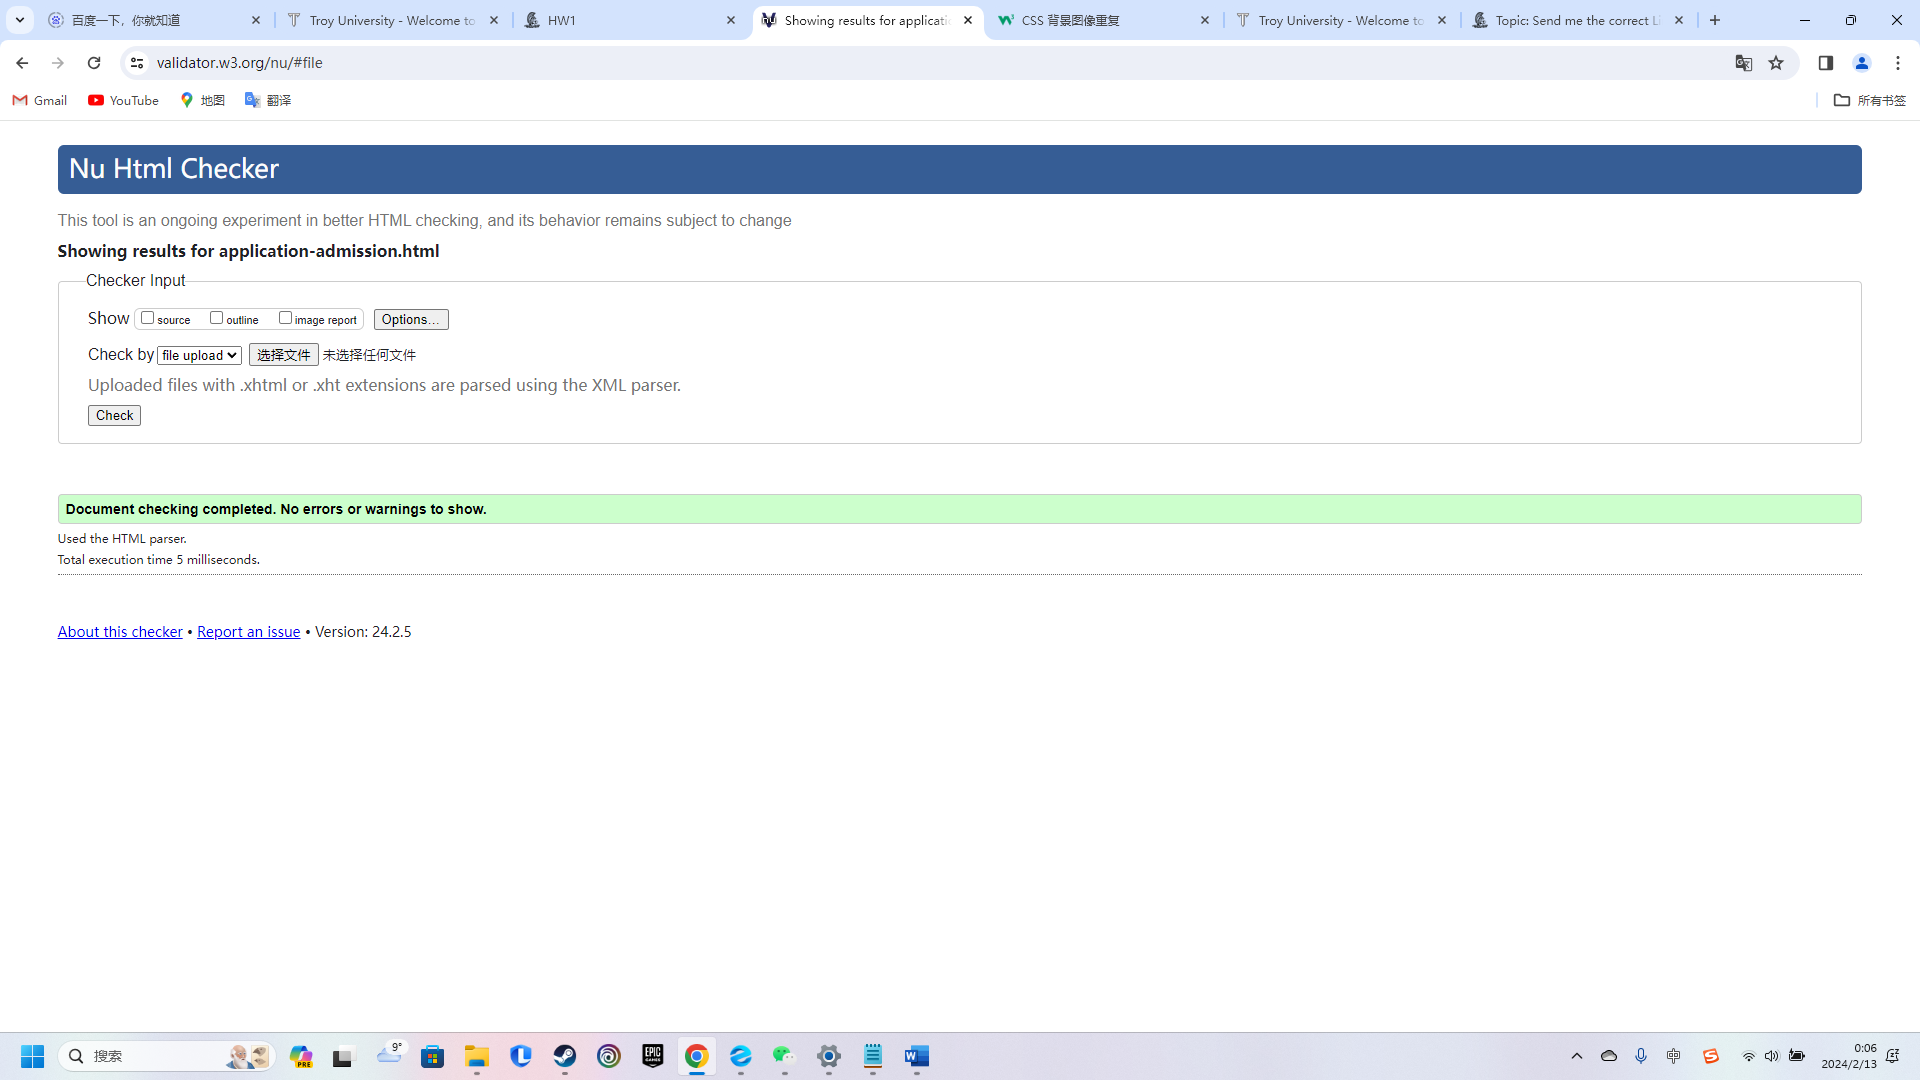 百度一下，你就知道
Troy University - Welcome to
HW1
Showing results for applicati
CSS 背景图像重复
Troy University - Welcome to
Topic: Send me the correct Li
validator.w3.org/nu/#file
Gmail
YouTube
地图
翻译
所有书签
Nu Html Checker
This tool is an ongoing experiment in better HTML checking, and its behavior remains subject to change
Showing results for application-admission.html
Checker Input
Show source outline image report Options...
Check by file upload 选择文件 未选择任何文件
Uploaded files with .xhtml or .xht extensions are parsed using the XML parser.
Check
Document checking completed. No errors or warnings to show.
Used the HTML parser.
Total execution time 5 milliseconds.
About this checker • Report an issue • Version: 24.2.5
搜索
PRE
9°
EPIC GAMES
中
0:06
2024/2/13